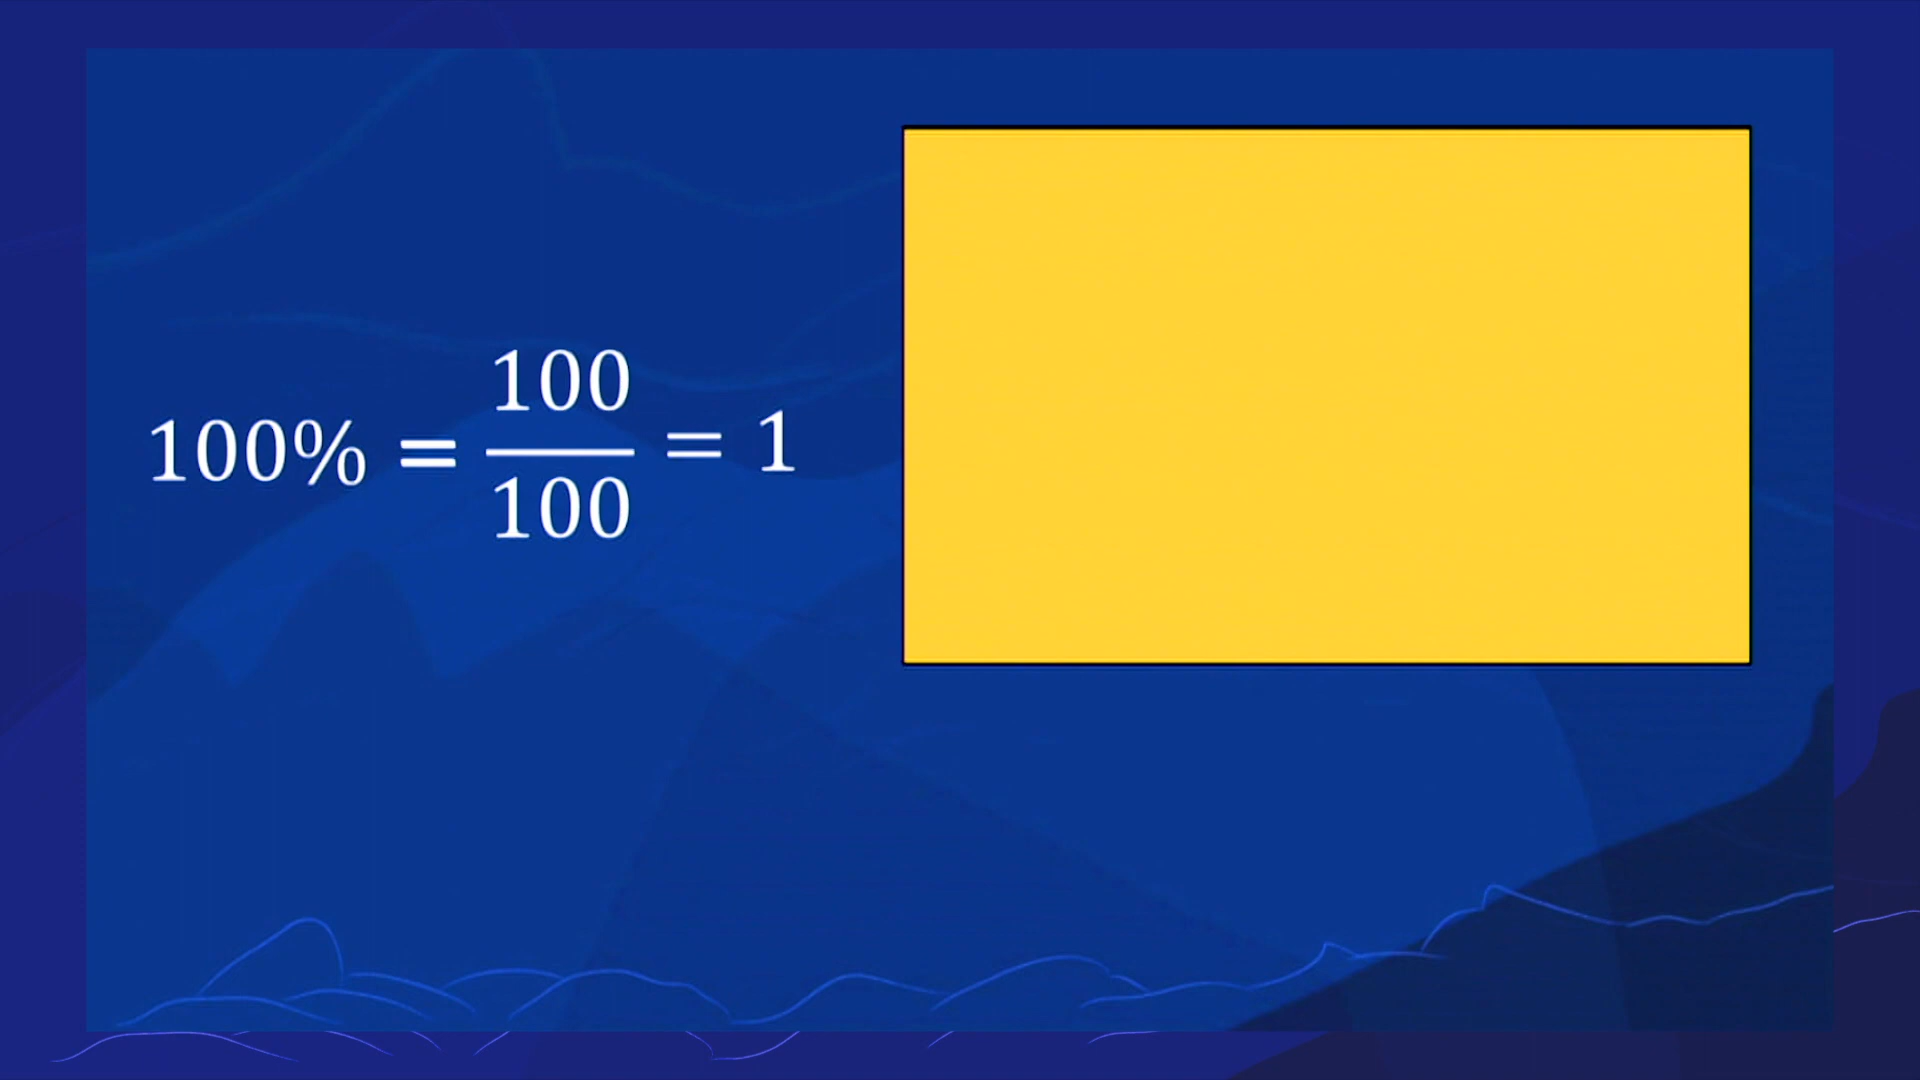 100% = 100/100 = 1